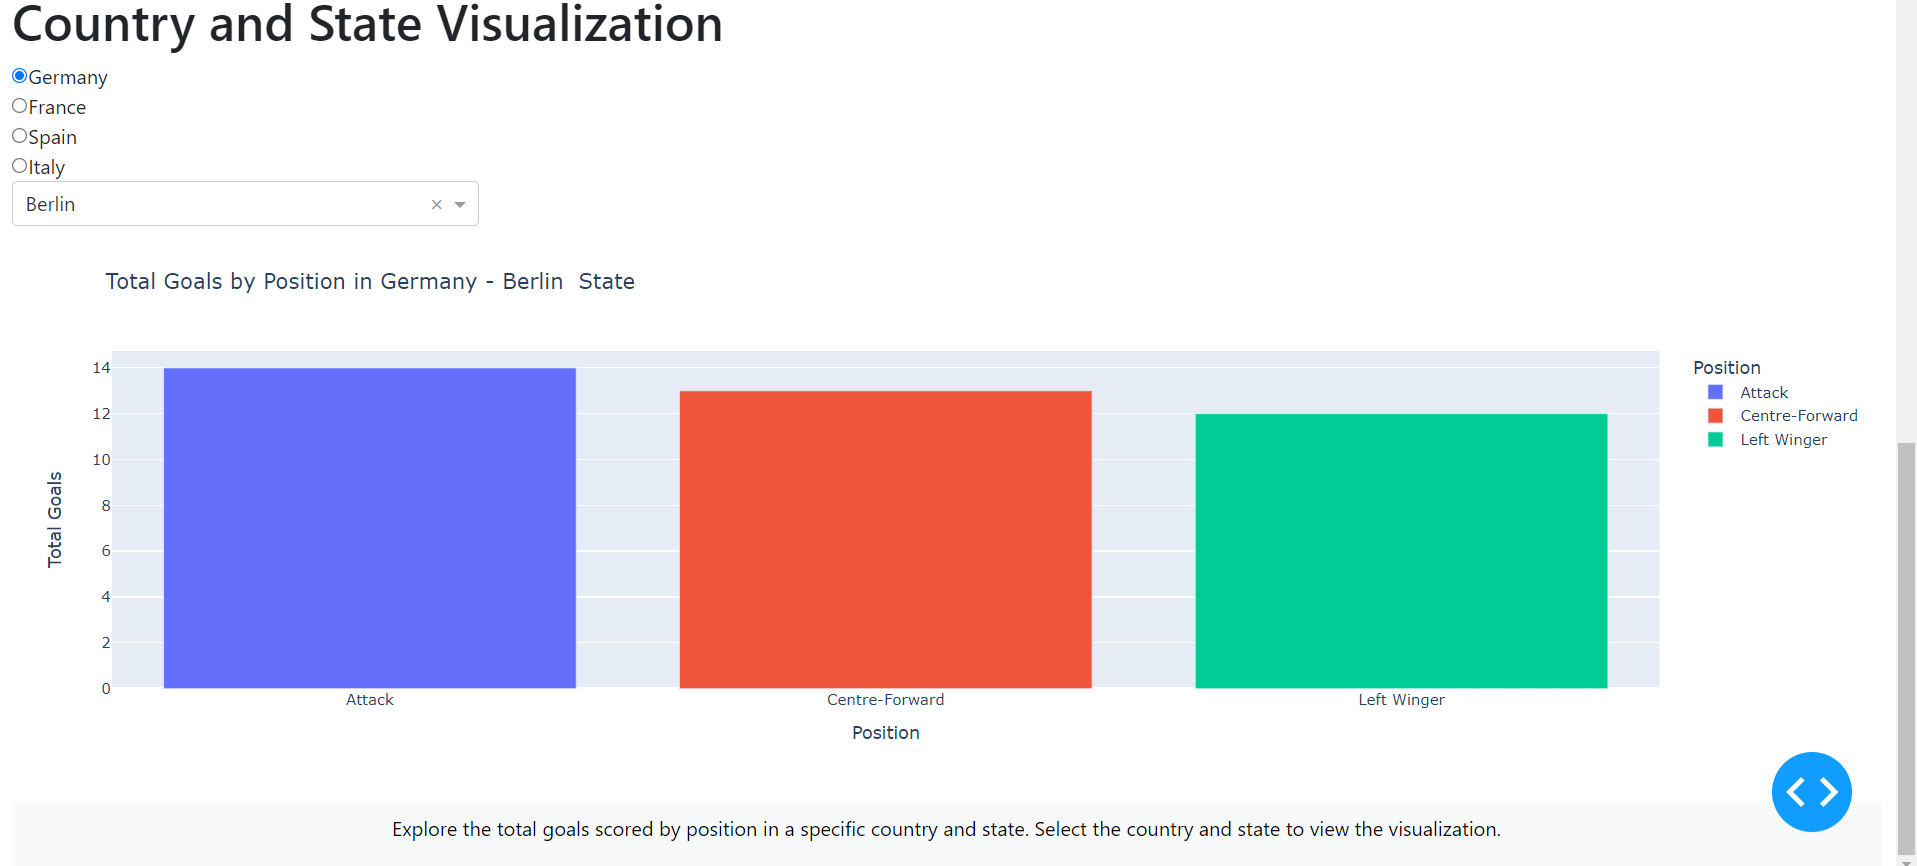 Country and State Visualization
Germany
France
Spain
Italy
Berlin
Total Goals by Position in Germany - Berlin  State
14
12
10
8
6
4
2
0
Total Goals
Attack
Centre-Forward
Left Winger
Position
Position
Attack
Centre-Forward
Left Winger
Explore the total goals scored by position in a specific country and state. Select the country and state to view the visualization.